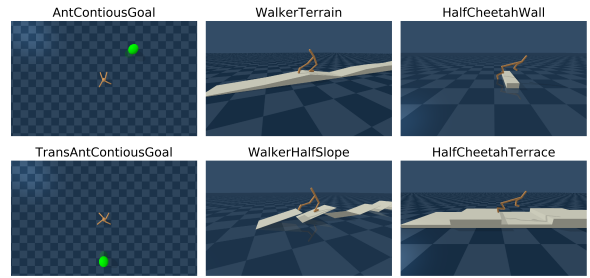 AntContiousGoal
WalkerTerrain
HalfCheetahWall
TransAntContiousGoal
WalkerHalfSlope
HalfCheetahTerrace